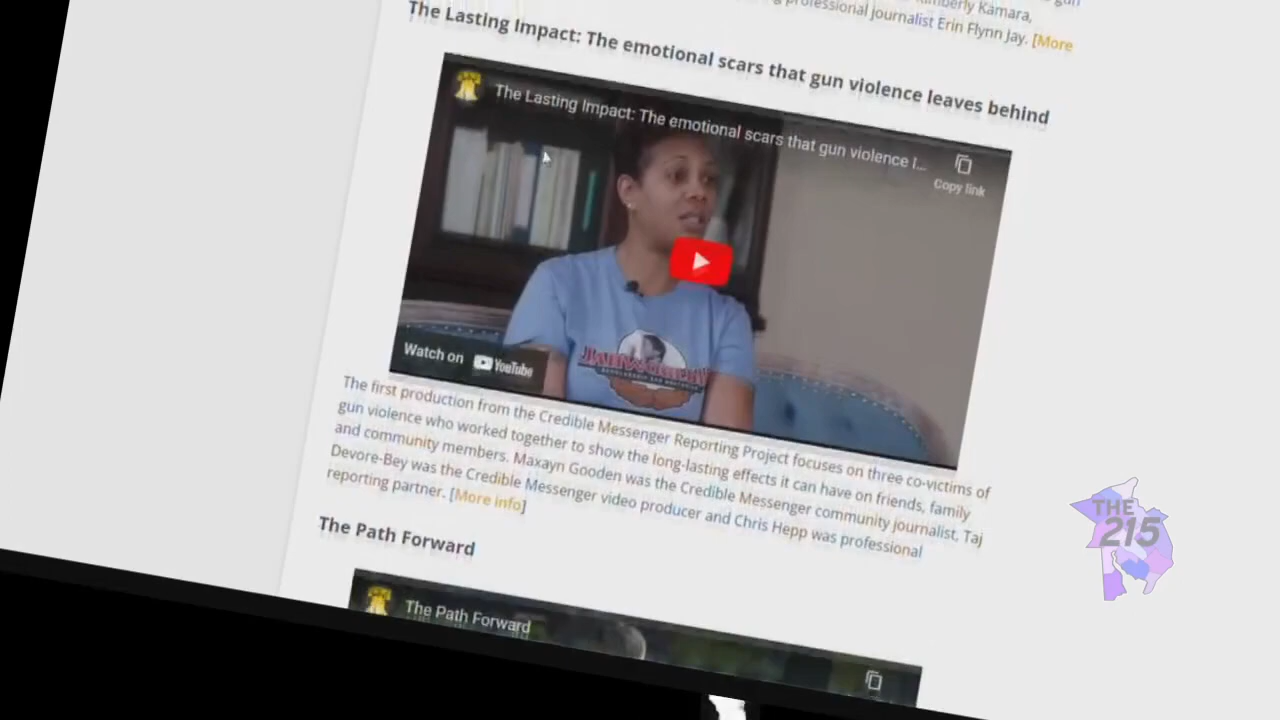 imberly Kamara,
professional journalist Erin Flynn Jay. [More
The Lasting Impact: The emotional scars that gun violence leaves behind
The Lasting Impact: The emotional scars that gun violence l...
Copy link
Watch on YouTube
The first production from the Credible Messenger Reporting Project focuses on three co-victims of
gun violence who worked together to show the long-lasting effects it can have on friends, family
and community members. Maxayn Gooden was the Credible Messenger community journalist, Taj
Devore-Bey was the Credible Messenger video producer and Chris Hepp was professional
reporting partner. [More info]
The Path Forward
The Path Forward
THE
215